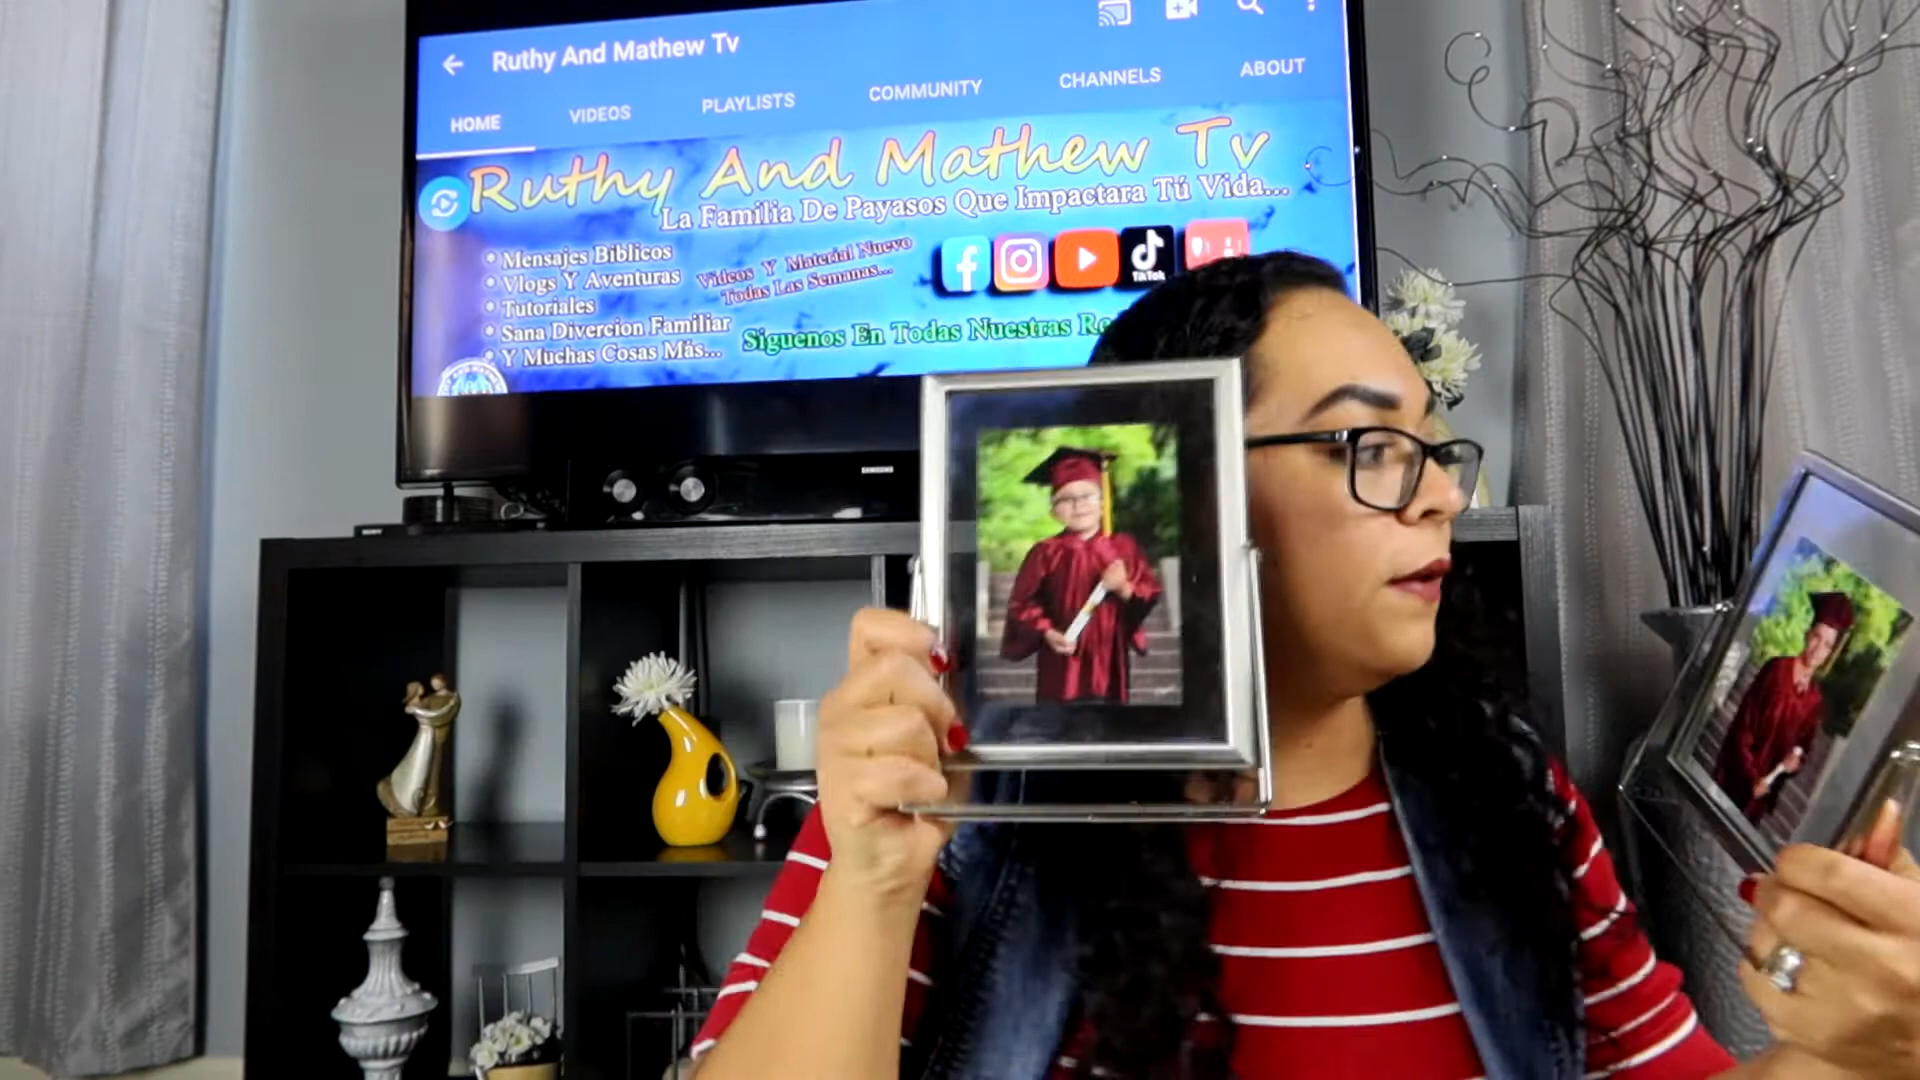 Ruthy And Mathew Tv
HOME VIDEOS PLAYLISTS COMMUNITY CHANNELS ABOUT
Ruthy And Mathew Tv
La Familia De Payasos Que Impactara Tú Vida...
* Mensajes Biblicos
* Vlogs Y Aventuras
* Tutoriales
* Sana Divercion Familiar
* Y Muchas Cosas Más...
Videos Y Material Nuevo
Todas Las Semanas...
TikTok
Siguenos En Todas Nuestras